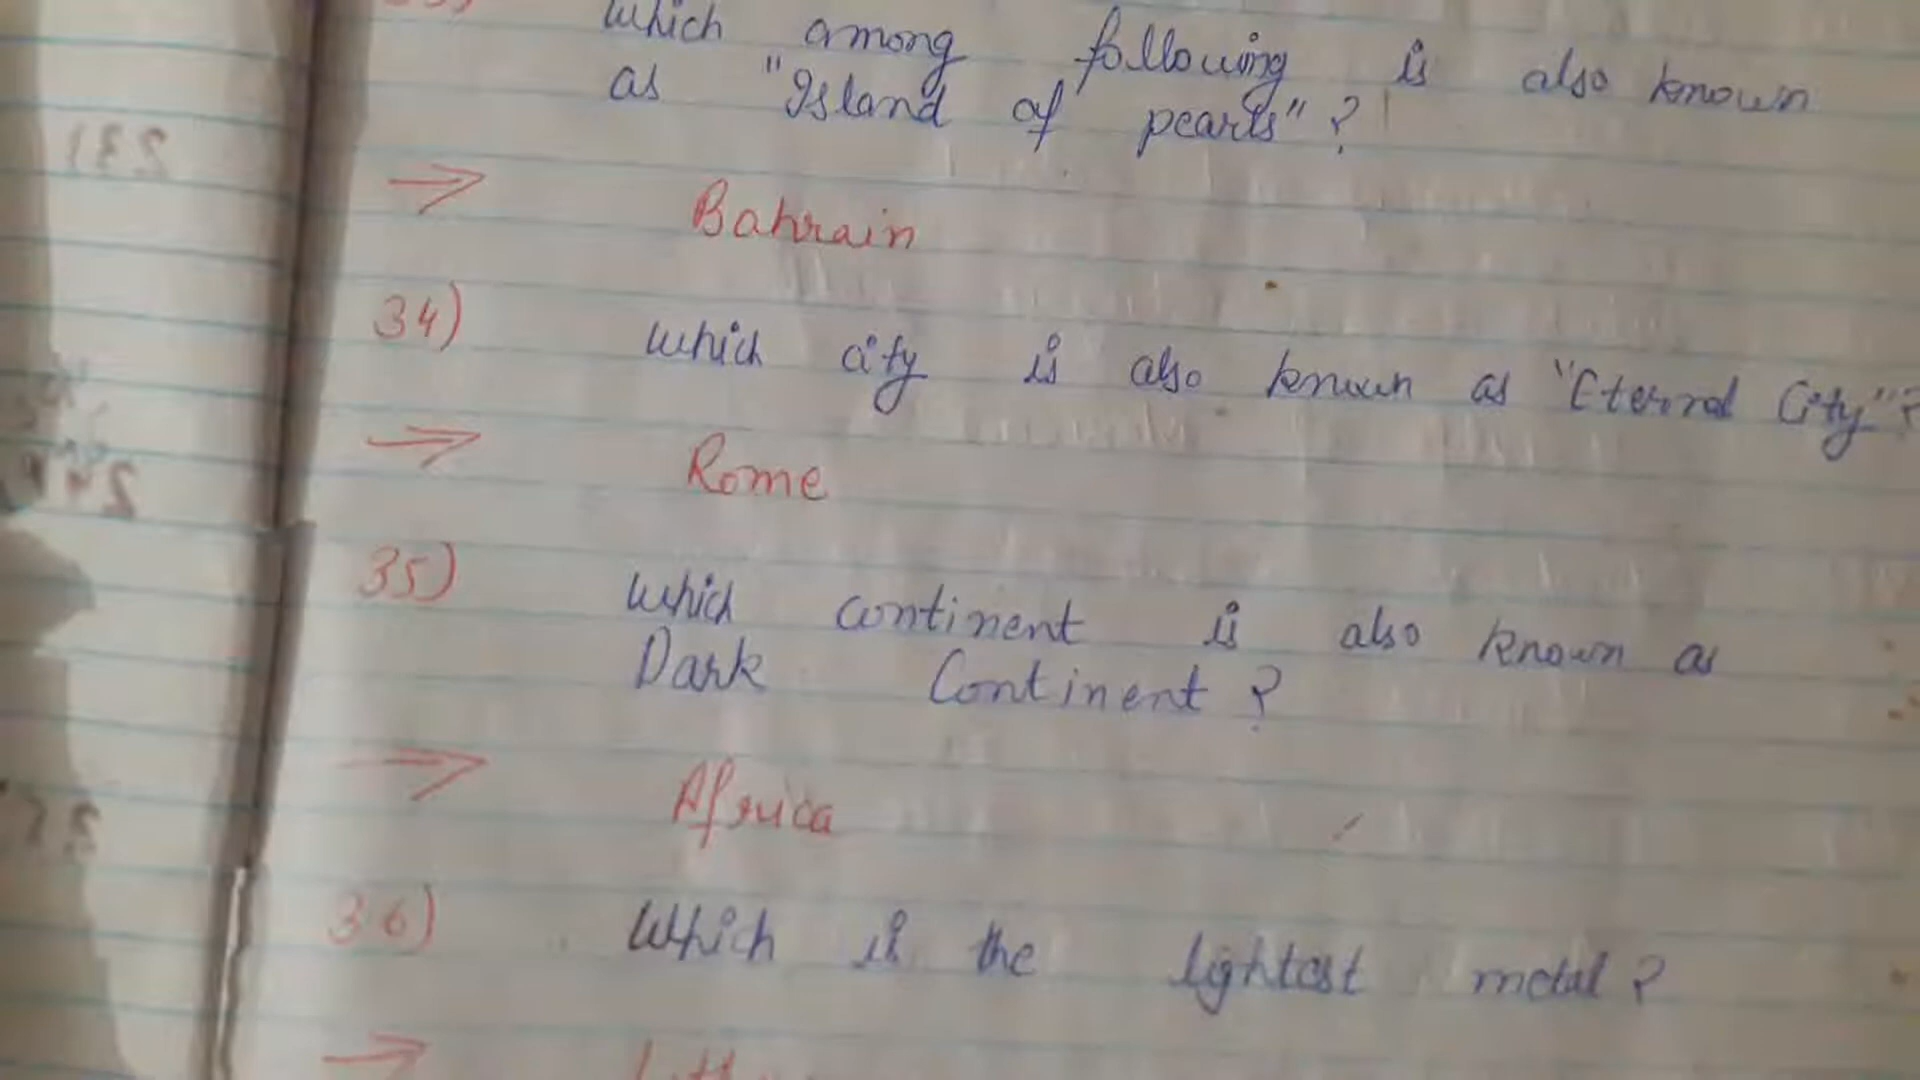 which among following is also known
as "Island of pearls"?
⇒ Bahrain
34) which city is also known as "Eternal City"?
⇒ Rome
35) which continent is also known as
Dark Continent?
⇒ Africa
36) Which is the lightest metal?
⇒